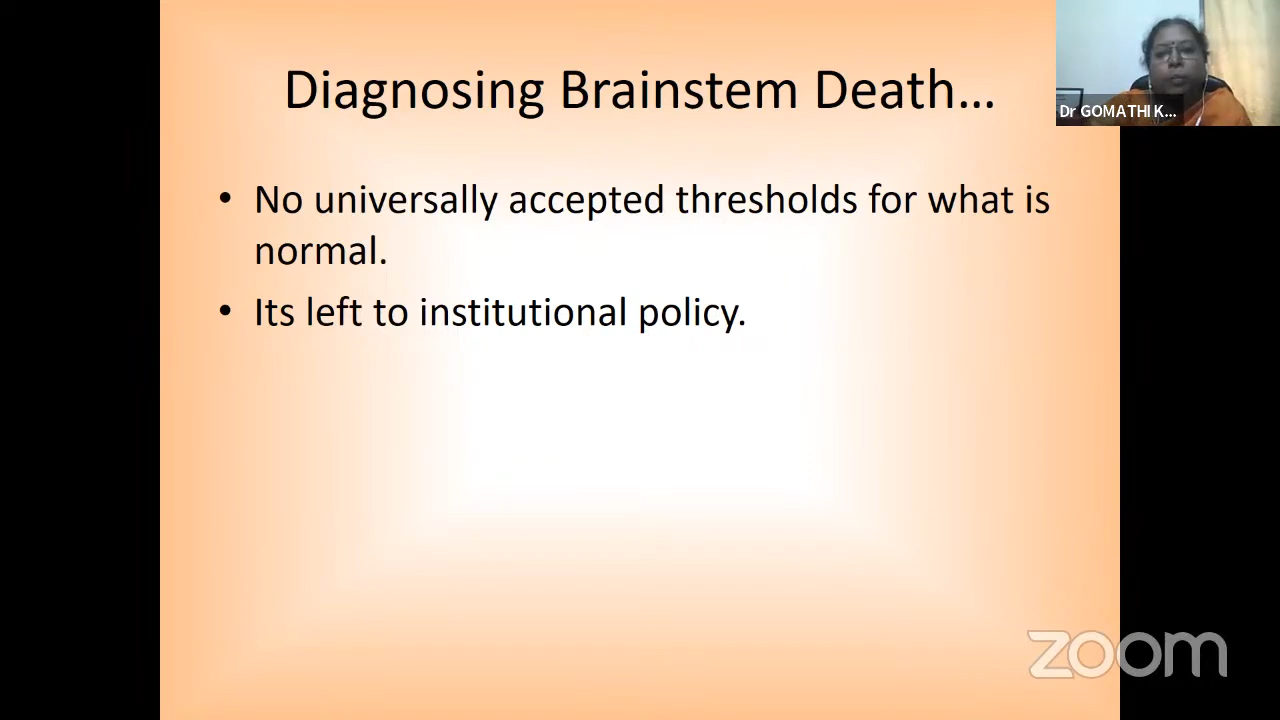 Diagnosing Brainstem Death...
Dr GOMATHI K...
• No universally accepted thresholds for what is
normal.
• Its left to institutional policy.
zoom